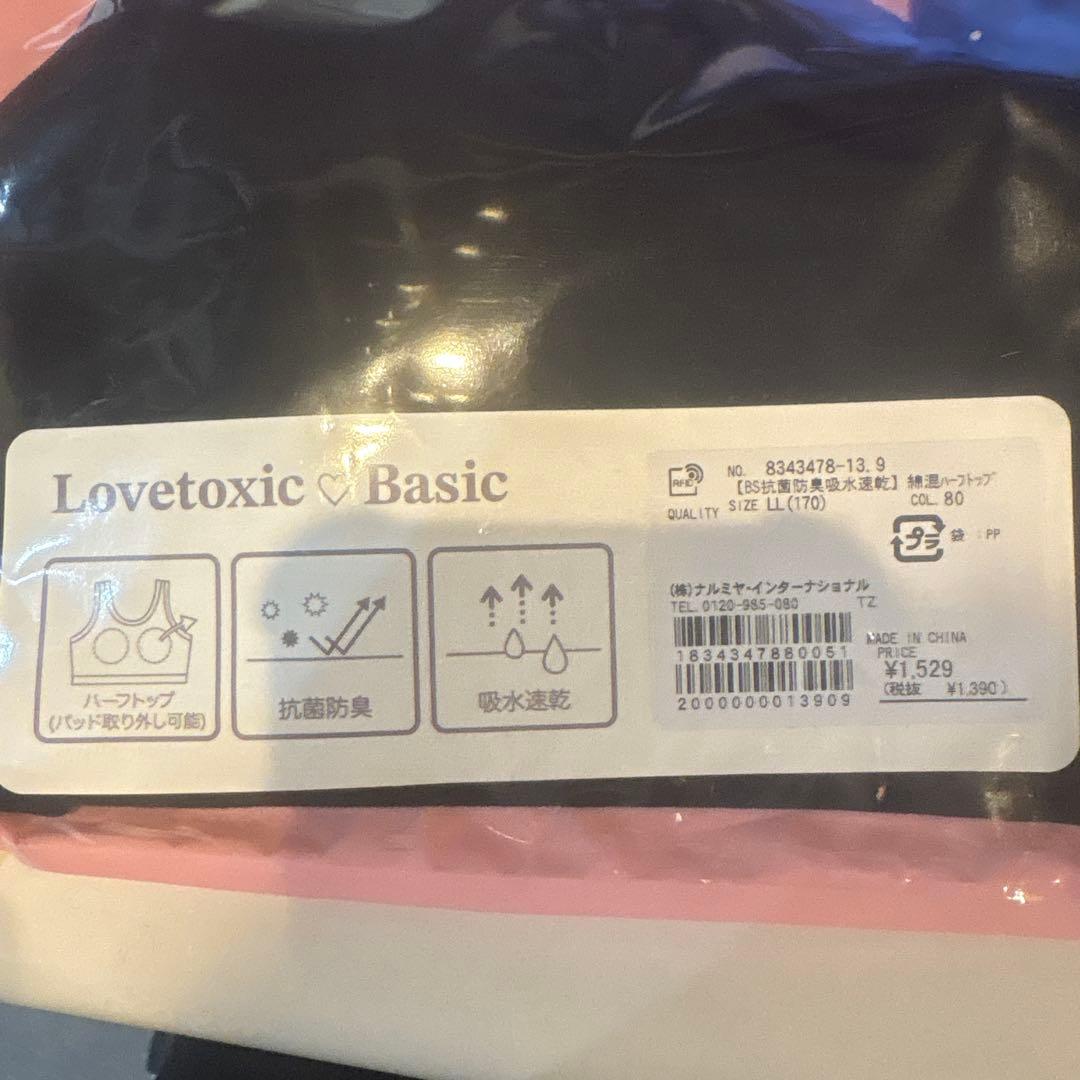 Lovetoxic♡Basic
ハーフトップ
(パッド取り外し可能)
抗菌防臭
吸水速乾
RFID
NO. 8343478-13.9
【BS抗菌防臭吸水速乾】綿混ハーフトップ
QUALITY SIZE LL(170) COL. 80
プラ 袋 :PP
(株)ナルミヤ・インターナショナル
TEL. 0120-985-080 TZ
1834347880051
MADE IN CHINA
PRICE
¥1,529
(税抜 ¥1,390)
2000000013909